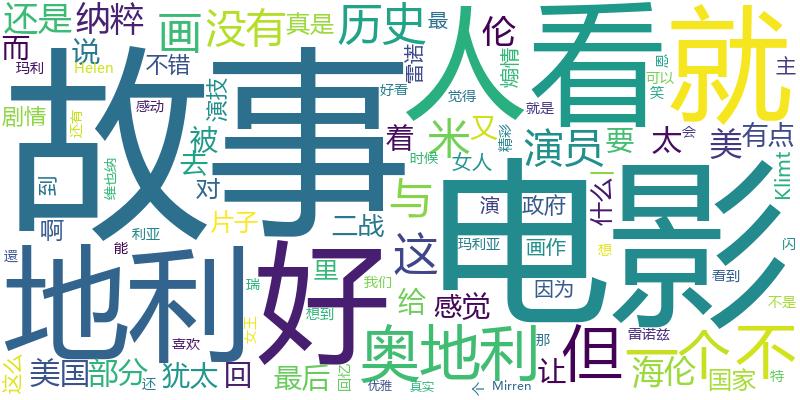 还是 纳粹 画 没有 真是 历史 最 人 伦 看 就 主
而 说 不错 雷诺 煽情 可以 笑
玛利 Helen 感动 演技 好看 觉得 就是 精彩
剧情 还有 故事 被 着 米 又 演员 要 太 会 美 有点
到 维也纳 去 对 时候 女人 什么 Klimt
啊 利亚 片子 二战 与 电影 演 政府
還 能 地利 好 里 这 玛利亚 画作 想 闪
瑞 我们 给 感觉 因为 看到
喜欢 女王 想到 奥地利 那 但 雷诺兹 不是 一个 不
这么 美国 部分 还 犹太 回 最后 回忆 优雅 真实 Mirren 让 海伦 国家 特